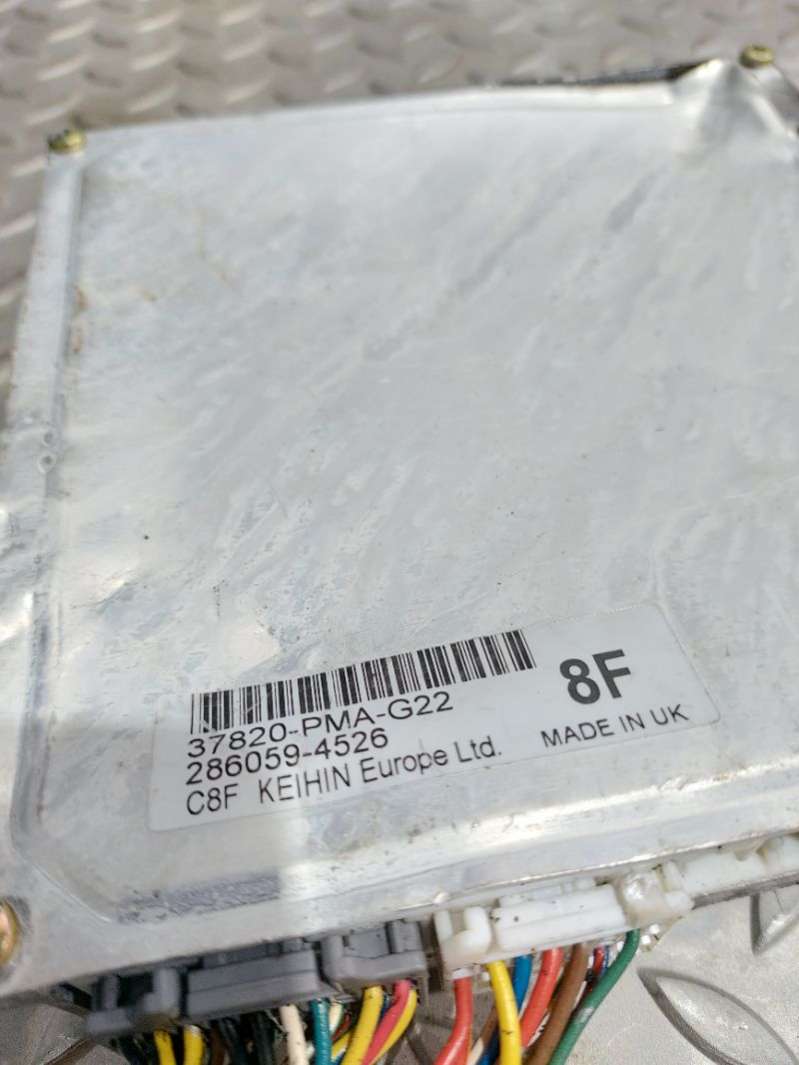 8F
37820-PMA-G22
286059-4526
C8F KEIHIN Europe Ltd. MADE IN UK